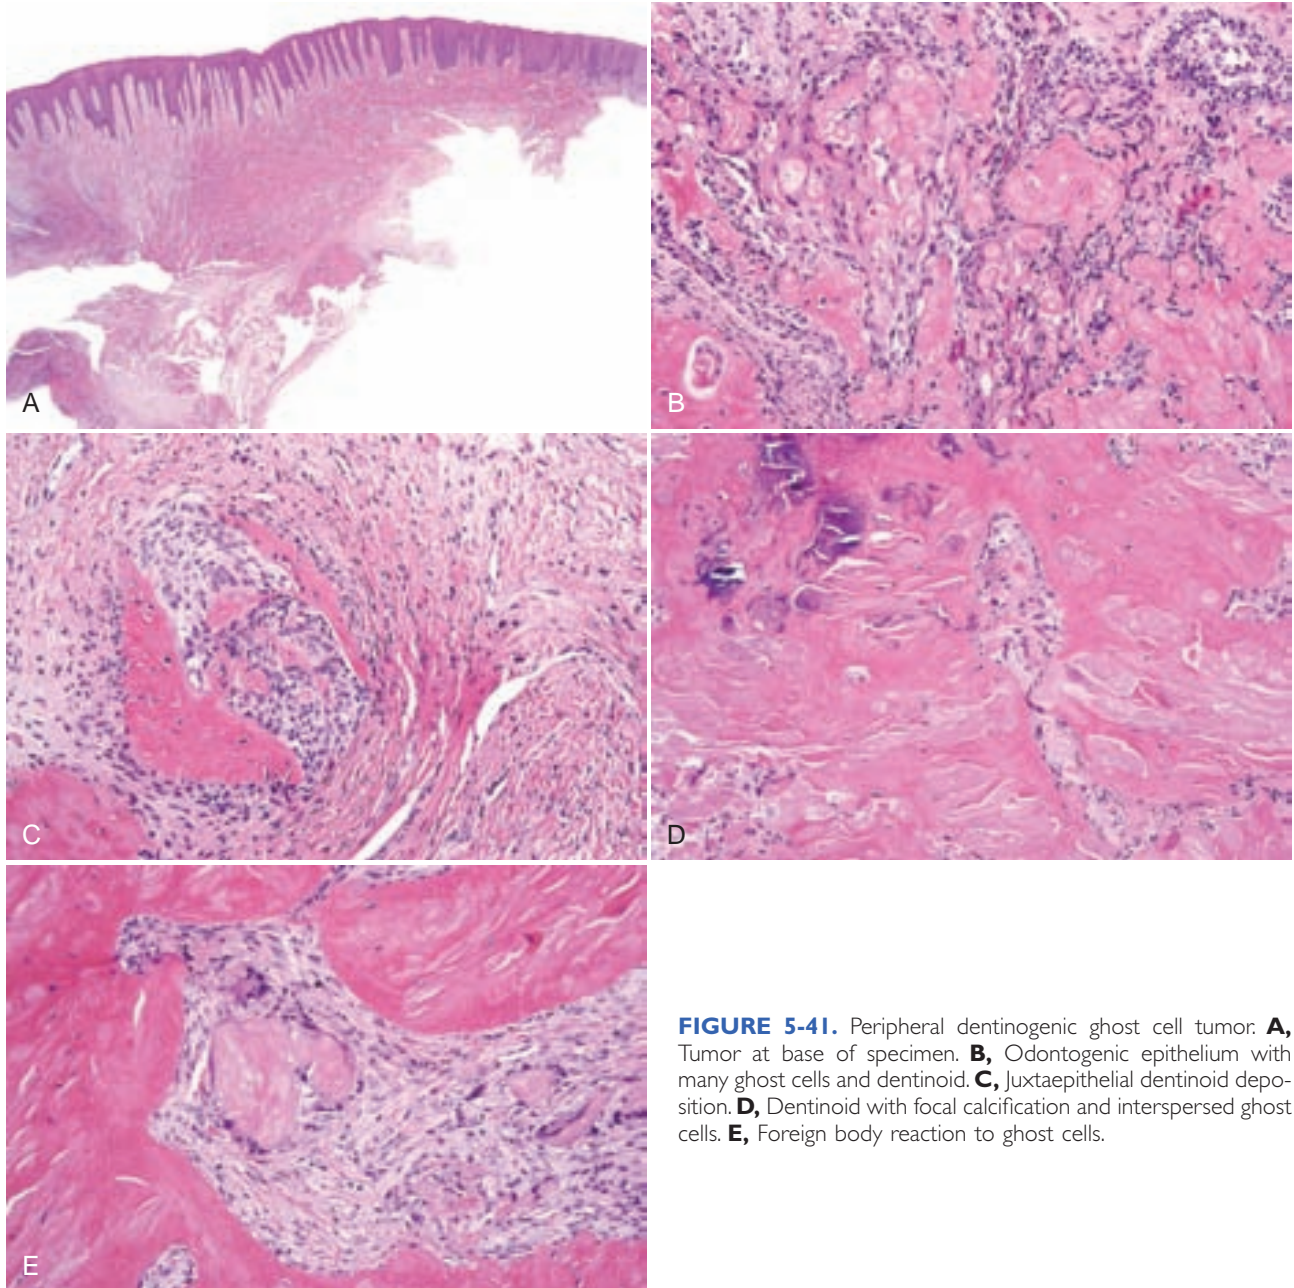 A
B
C
D
E
FIGURE 5-41. Peripheral dentinogenic ghost cell tumor. A,
Tumor at base of specimen. B, Odontogenic epithelium with
many ghost cells and dentinoid. C, Juxtaepithelial dentinoid depo-
sition. D, Dentinoid with focal calcification and interspersed ghost
cells. E, Foreign body reaction to ghost cells.